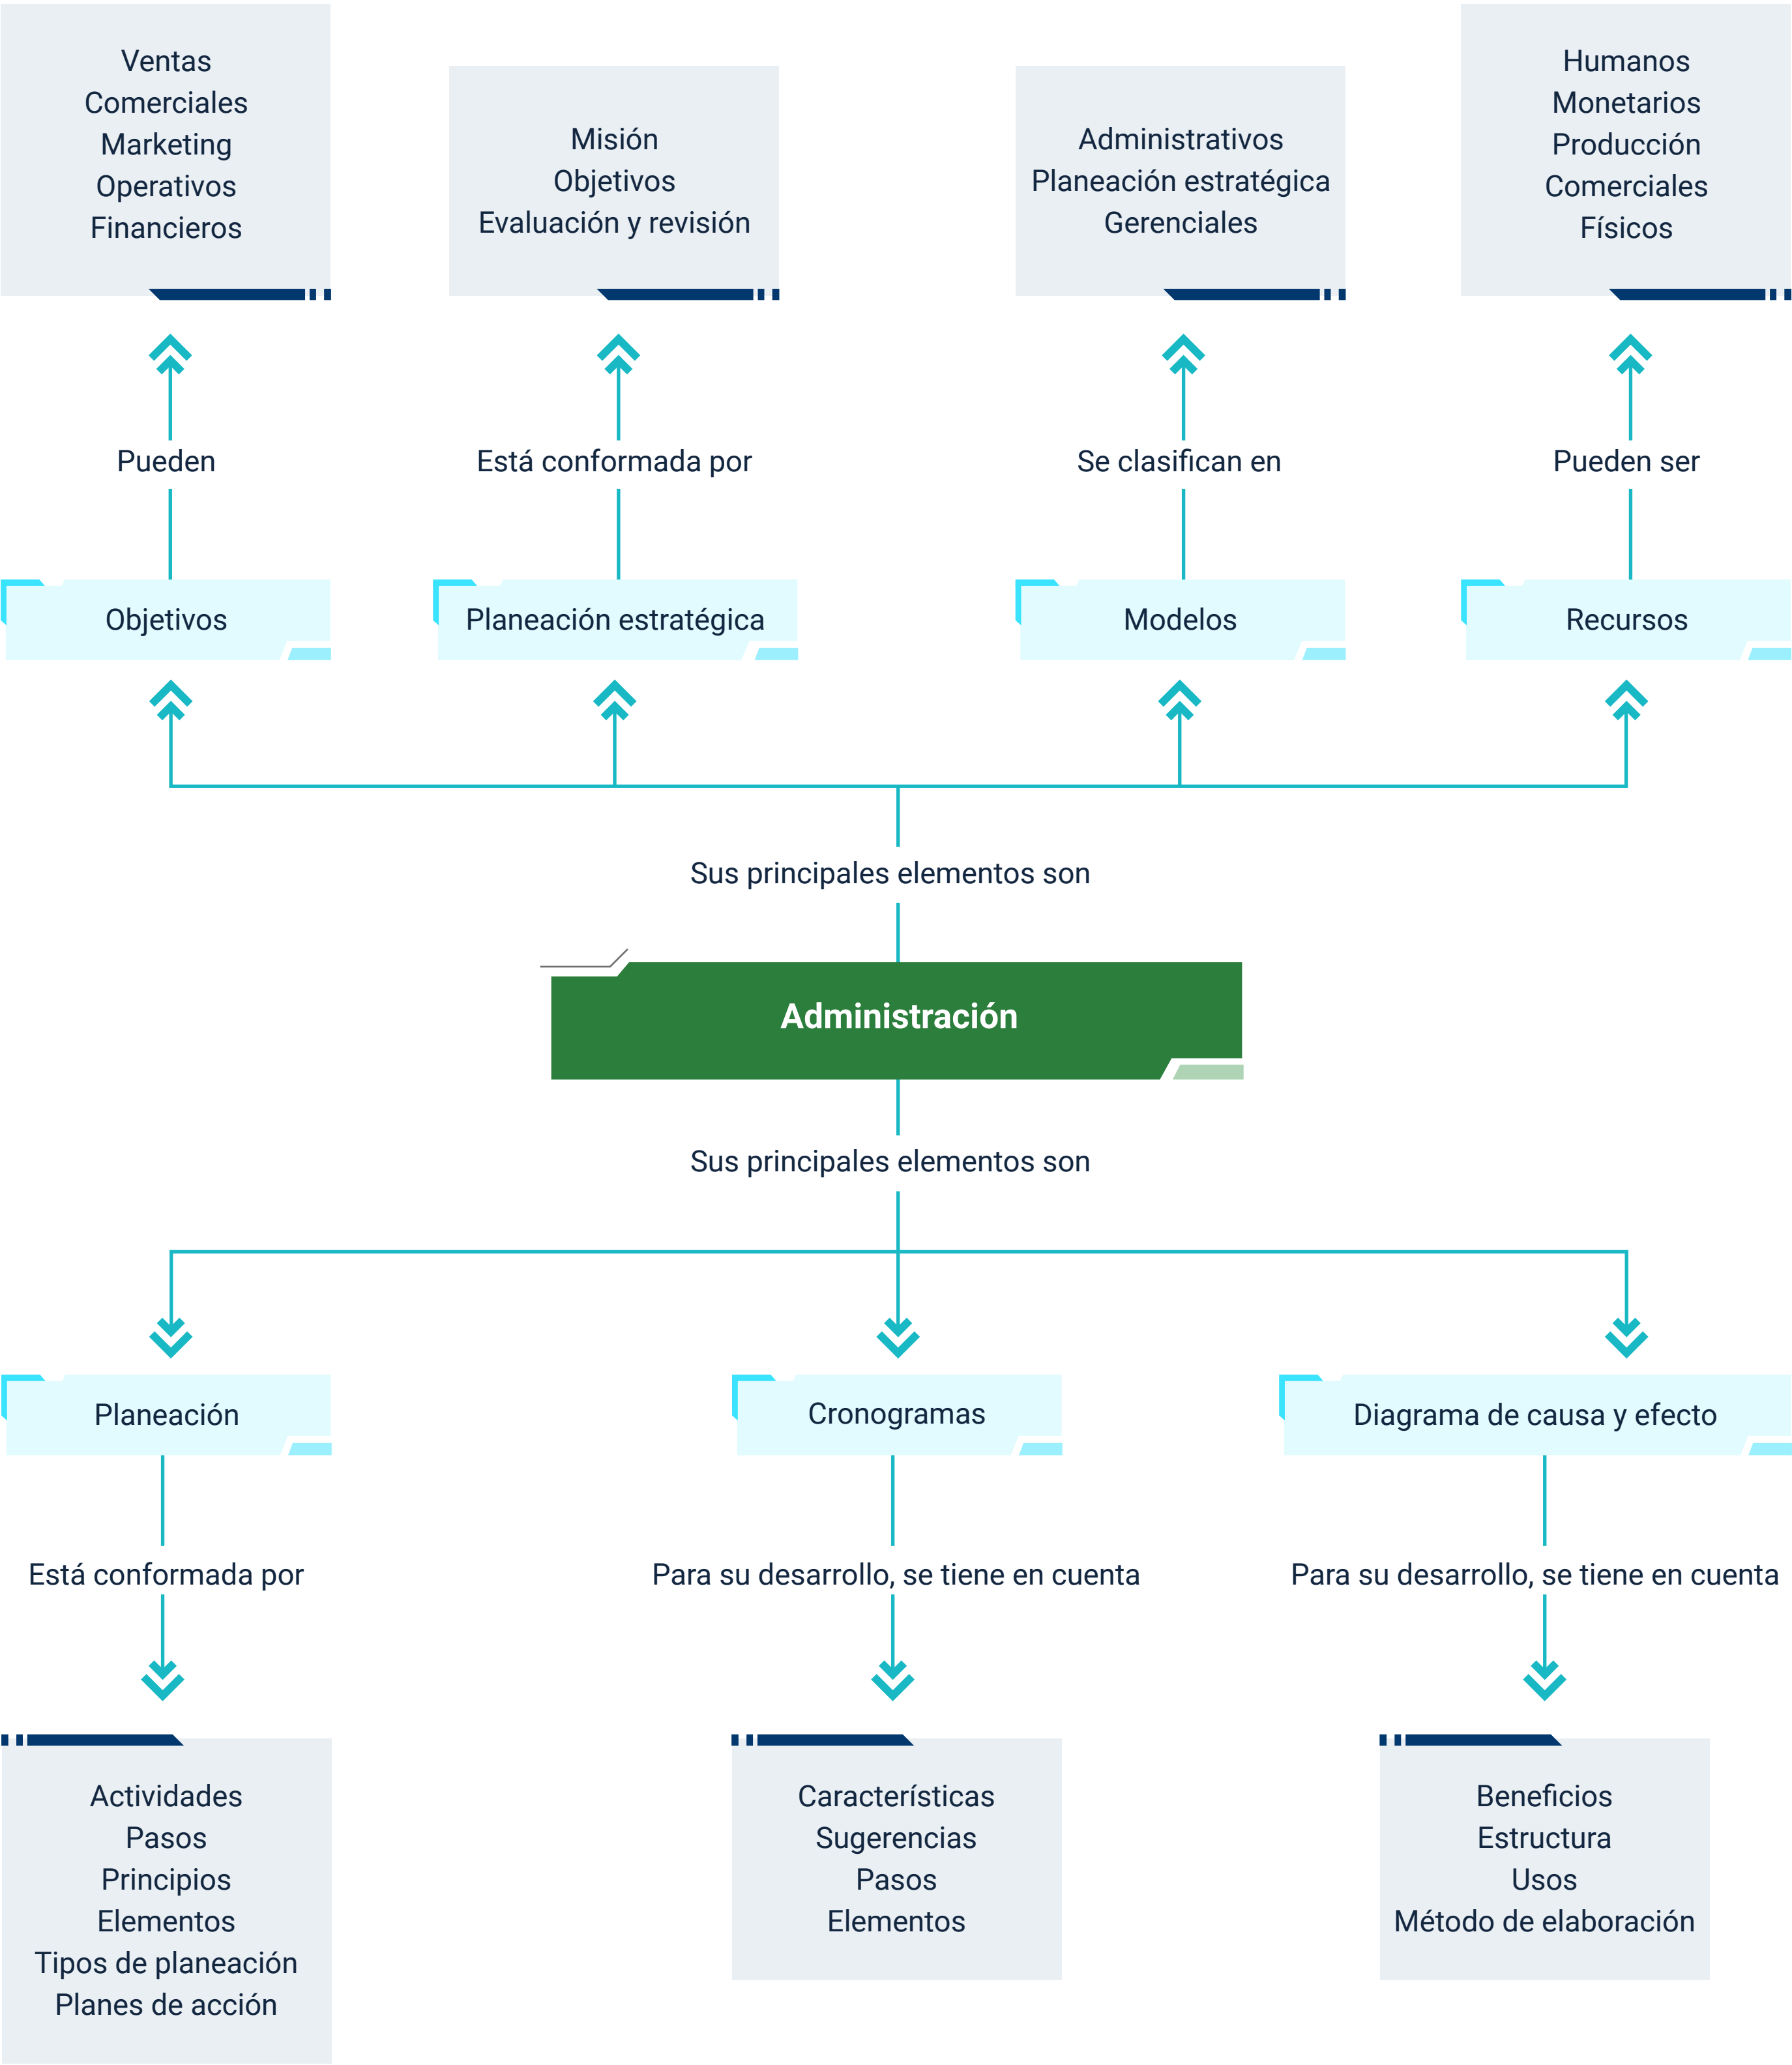 Ventas
Comerciales
Marketing
Operativos
Financieros
Misión
Objetivos
Evaluación y revisión
Administrativos
Planeación estratégica
Gerenciales
Humanos
Monetarios
Producción
Comerciales
Físicos
Pueden
Está conformada por
Se clasifican en
Pueden ser
Objetivos
Planeación estratégica
Modelos
Recursos
Sus principales elementos son
Administración
Sus principales elementos son
Planeación
Cronogramas
Diagrama de causa y efecto
Está conformada por
Para su desarrollo, se tiene en cuenta
Para su desarrollo, se tiene en cuenta
Actividades
Pasos
Principios
Elementos
Tipos de planeación
Planes de acción
Características
Sugerencias
Pasos
Elementos
Beneficios
Estructura
Usos
Método de elaboración